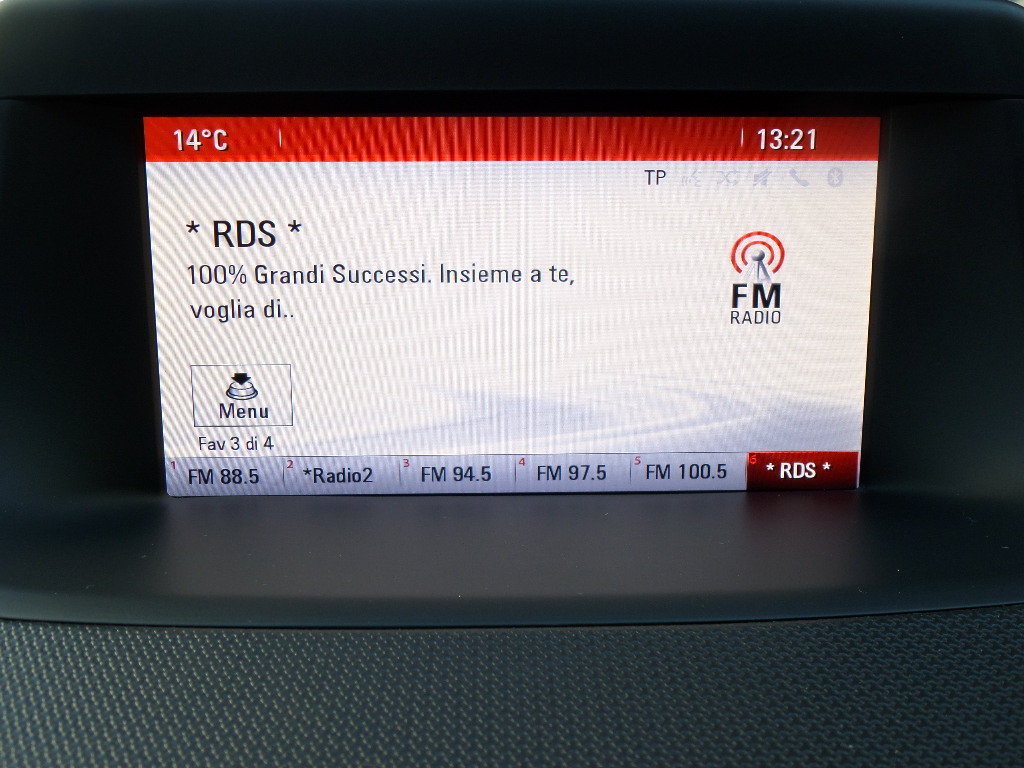 14°C 13:21
TP
* RDS *
100% Grandi Successi. Insieme a te,
voglia di..
FM
RADIO
Menu
Fav 3 di 4
1 FM 88.5 2 *Radio2 3 FM 94.5 4 FM 97.5 5 FM 100.5 6 * RDS *